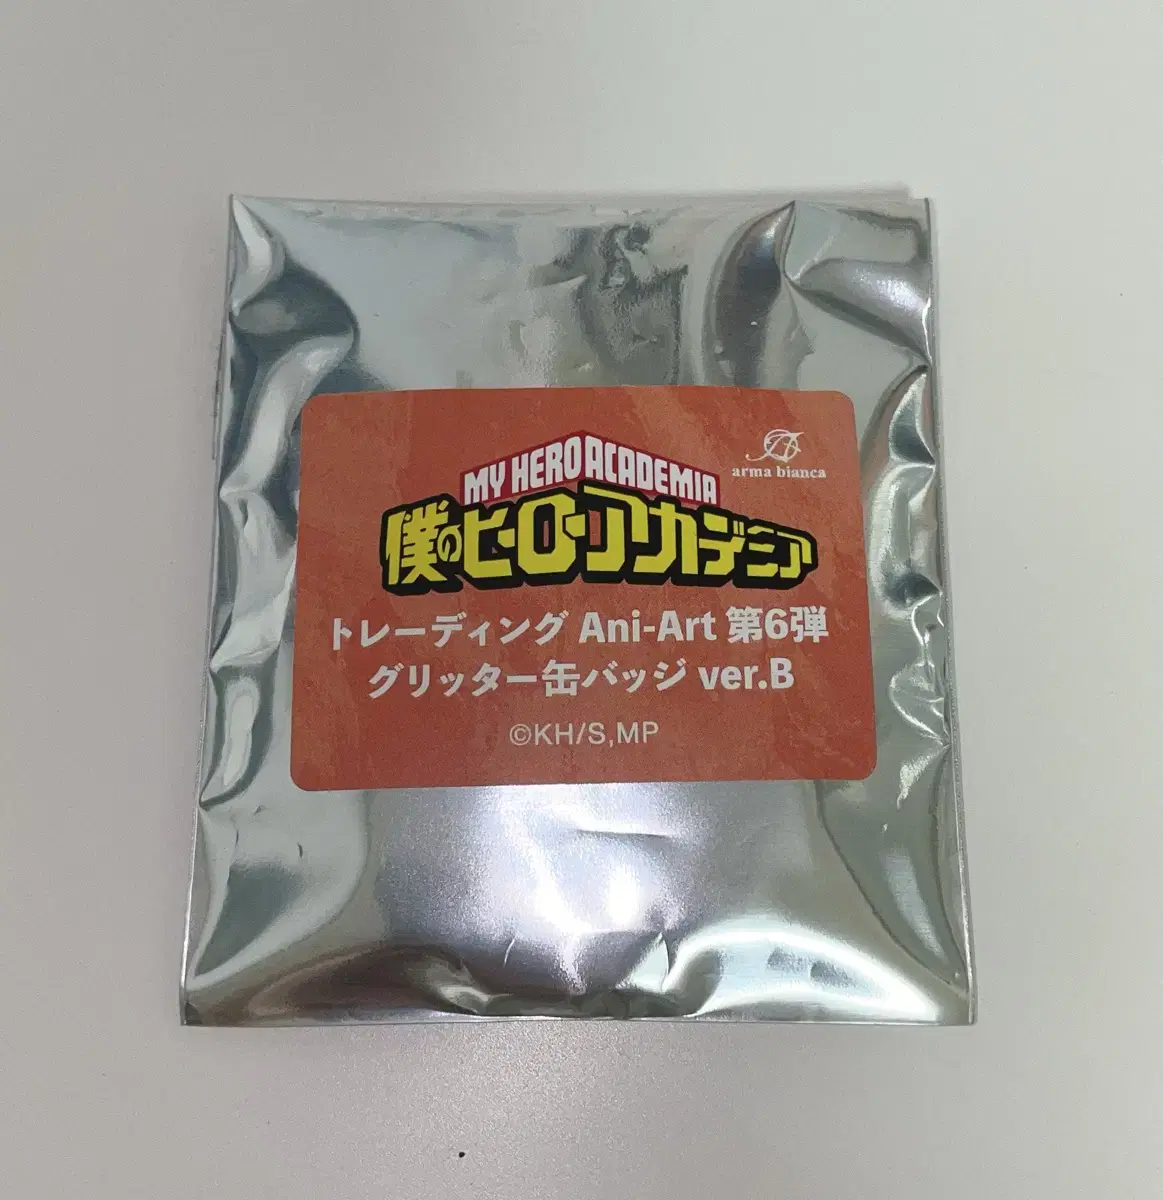 arma bianca
MY HERO ACADEMIA
僕のヒーローアカデミア
トレーディング Ani-Art 第6弾
グリッター缶バッジ ver.B
©KH/S,MP